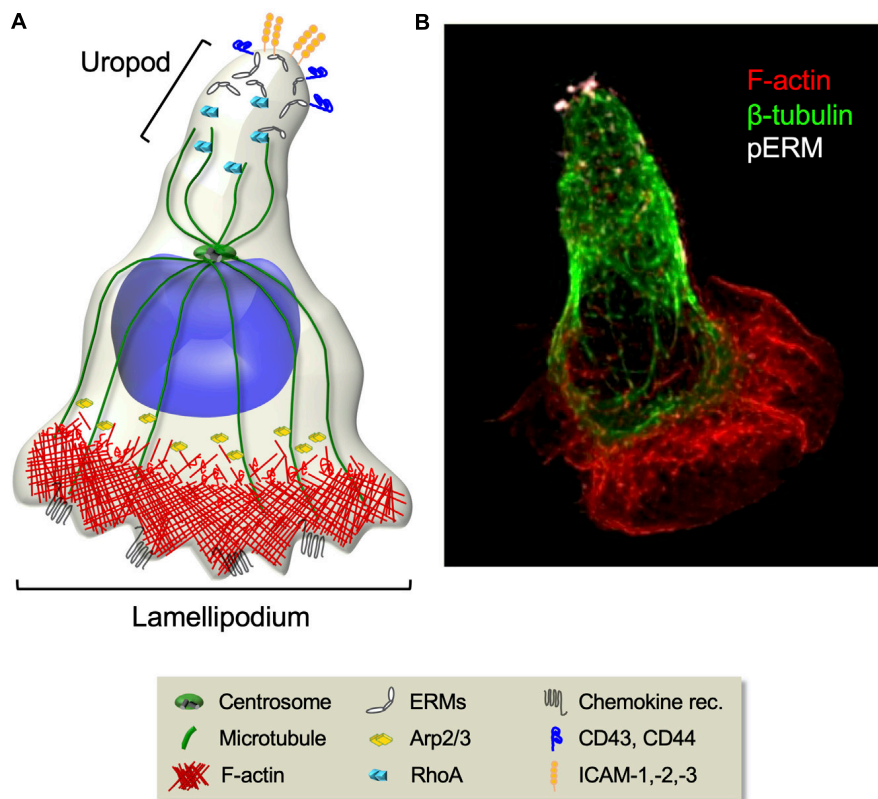 A
Uropod
Lamellipodium
B
F-actin
β-tubulin
pERM
Centrosome
ERMs
Chemokine rec.
Microtubule
Arp2/3
CD43, CD44
F-actin
RhoA
ICAM-1,-2,-3